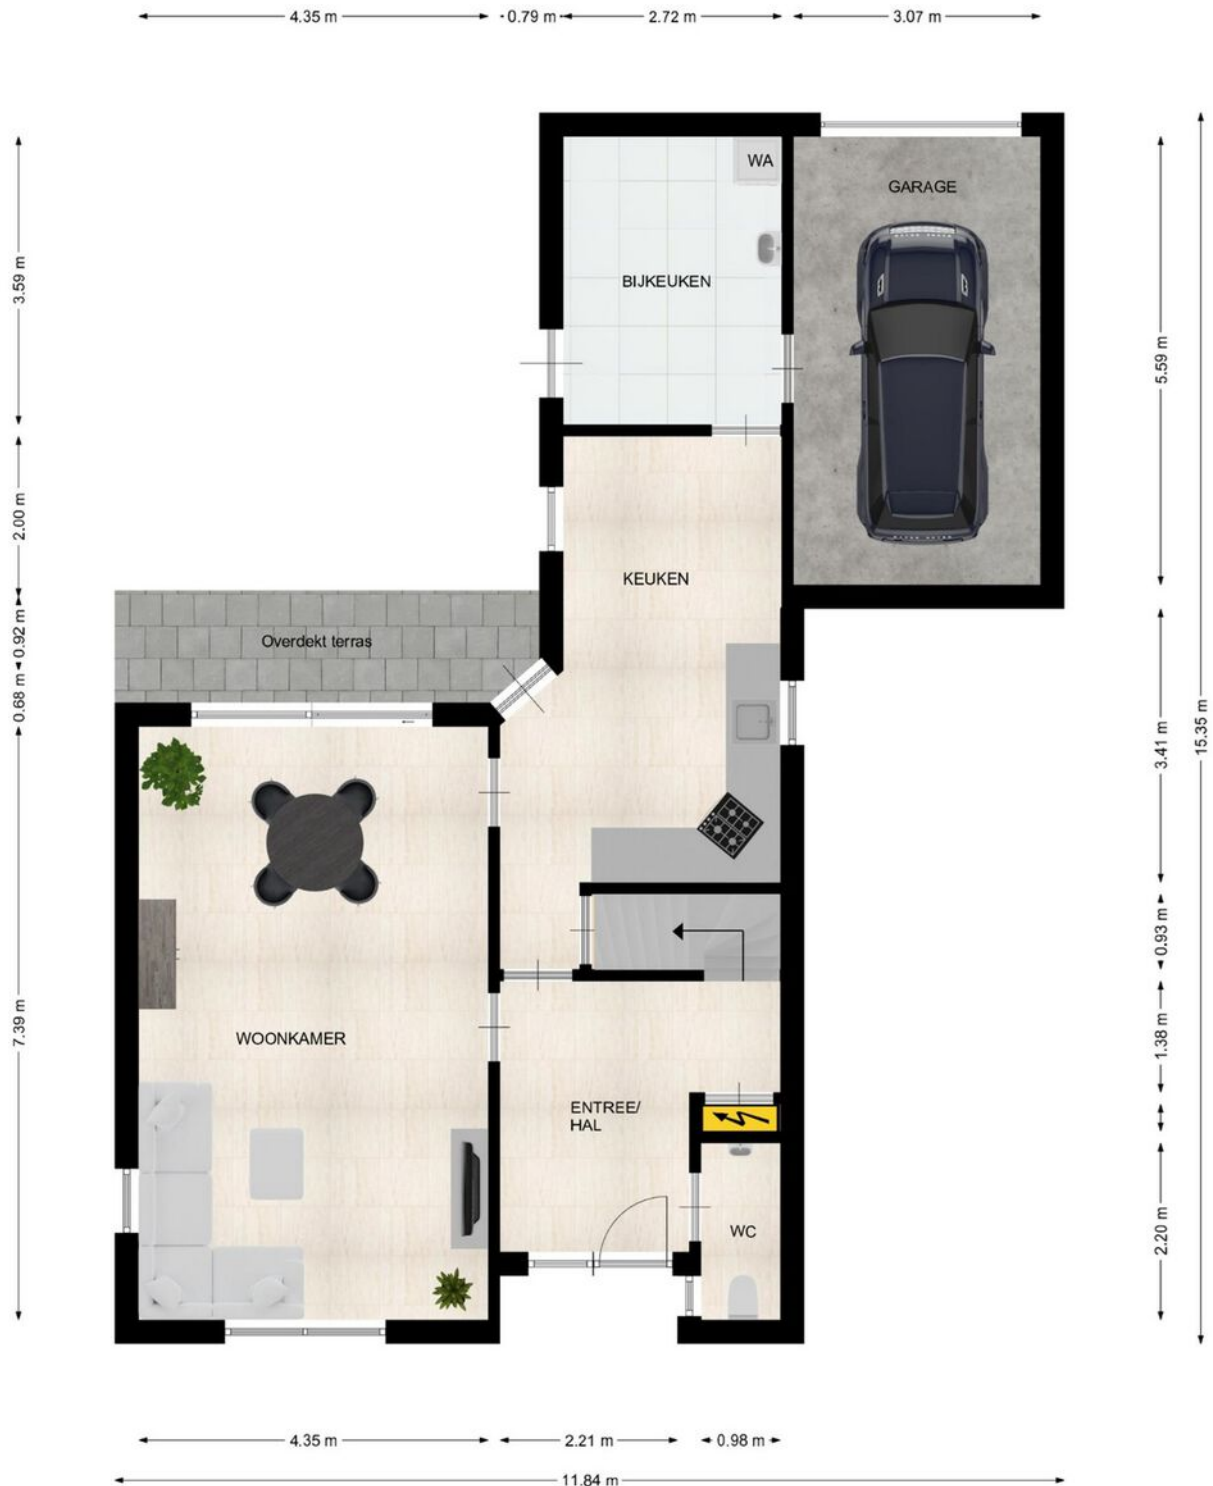 4.35 m
0.79 m
2.72 m
3.07 m
WA
GARAGE
BIJKEUKEN
3.59 m
5.59 m
2.00 m
KEUKEN
Overdekt terras
0.92 m
0.68 m
3.41 m
15.35 m
0.93 m
7.39 m
WOONKAMER
1.38 m
ENTREE/
HAL
WC
2.20 m
4.35 m
2.21 m
0.98 m
11.84 m